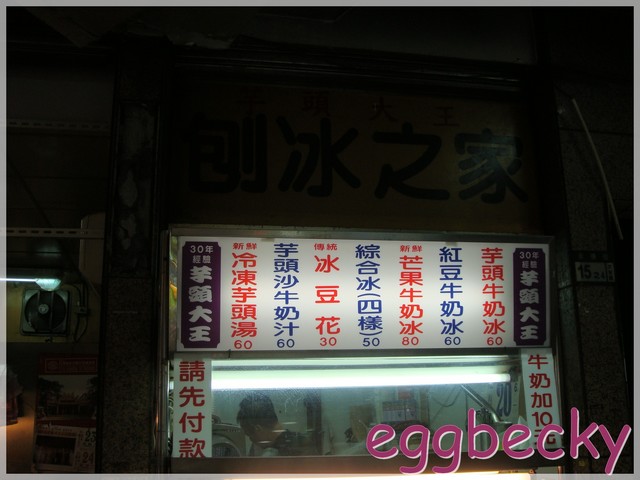 芋頭大王
刨冰之家
30年
經驗
芋頭大王
新鮮
冷凍芋頭湯
60
芋頭沙牛奶汁
60
傳統
冰豆花
30
綜合冰(四樣)
50
新鮮
芒果牛奶冰
80
紅豆牛奶冰
60
芋頭牛奶冰
60
30年
經驗
芋頭大王
請先付款
牛奶加10元
15
eggbecky